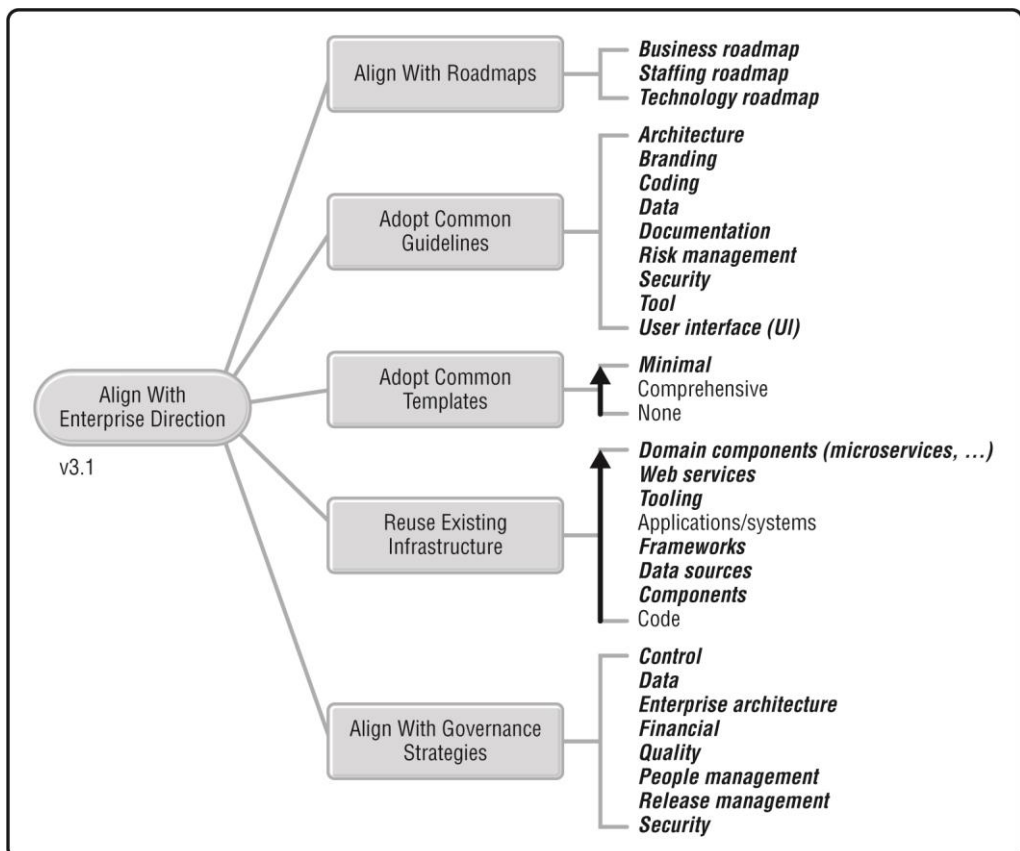 Align With
Enterprise Direction
v3.1
Align With Roadmaps
Business roadmap
Staffing roadmap
Technology roadmap
Adopt Common
Guidelines
Architecture
Branding
Coding
Data
Documentation
Risk management
Security
Tool
User interface (UI)
Adopt Common
Templates
Minimal
Comprehensive
None
Reuse Existing
Infrastructure
Domain components (microservices, ...)
Web services
Tooling
Applications/systems
Frameworks
Data sources
Components
Code
Align With Governance
Strategies
Control
Data
Enterprise architecture
Financial
Quality
People management
Release management
Security